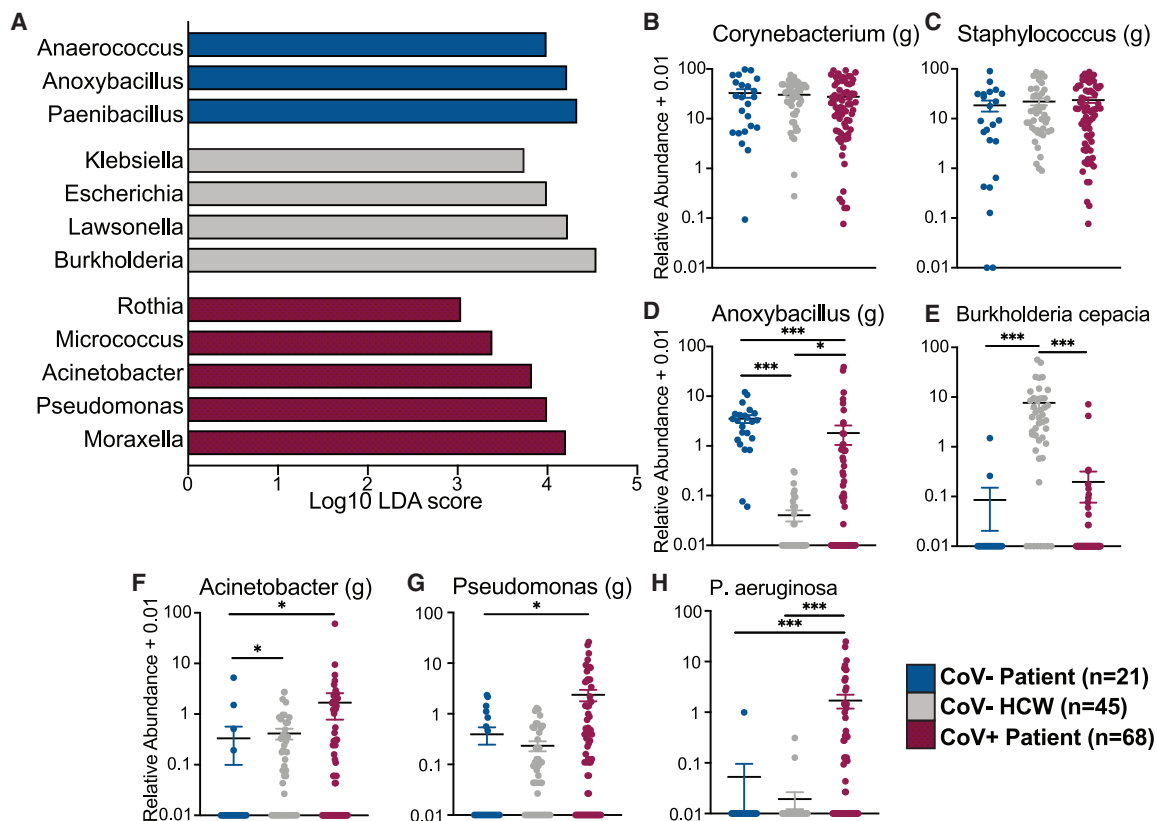 A
Anaerococcus
Anoxybacillus
Paenibacillus
Klebsiella
Escherichia
Lawsonella
Burkholderia
Rothia
Micrococcus
Acinetobacter
Pseudomonas
Moraxella
0 1 2 3 4 5
Log10 LDA score
B Corynebacterium (g)
Relative Abundance + 0.01
100
10
1
0.1
0.01
C Staphylococcus (g)
100
10
1
0.1
0.01
D Anoxybacillus (g)
Relative Abundance + 0.01
100
10
1
0.1
0.01
***
*** *
E Burkholderia cepacia
100
10
1
0.1
0.01
*** ***
F Acinetobacter (g)
Relative Abundance + 0.01
100
10
1
0.1
0.01
*
*
G Pseudomonas (g)
100
10
1
0.1
0.01
*
H P. aeruginosa
100
10
1
0.1
0.01
***
***
CoV- Patient (n=21)
CoV- HCW (n=45)
CoV+ Patient (n=68)